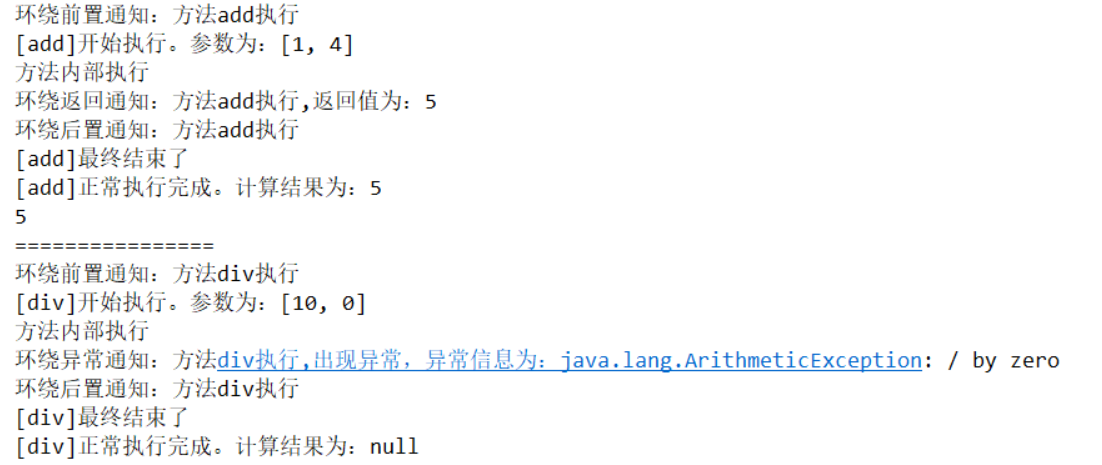 环绕前置通知：方法add执行
[add]开始执行。参数为：[1, 4]
方法内部执行
环绕返回通知：方法add执行,返回值为：5
环绕后置通知：方法add执行
[add]最终结束了
[add]正常执行完成。计算结果为：5
5
================
环绕前置通知：方法div执行
[div]开始执行。参数为：[10, 0]
方法内部执行
环绕异常通知：方法div执行,出现异常，异常信息为：java.lang.ArithmeticException: / by zero
环绕后置通知：方法div执行
[div]最终结束了
[div]正常执行完成。计算结果为：null